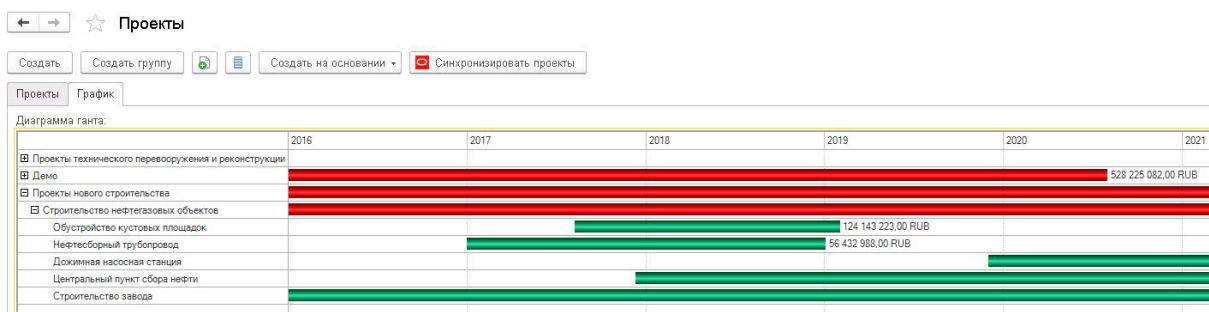 Проекты
Создать Создать группу Создать на основании Синхронизировать проекты
Проекты График
Диаграмма ганта:
2016 2017 2018 2019 2020 2021
Проекты технического перевооружения и реконструкции
Демо 528 225 082,00 RUB
Проекты нового строительства
Строительство нефтегазовых объектов
Обустройство кустовых площадок 124 143 223,00 RUB
Нефтесборный трубопровод 56 432 988,00 RUB
Дожимная насосная станция
Центральный пункт сбора нефти
Строительство завода